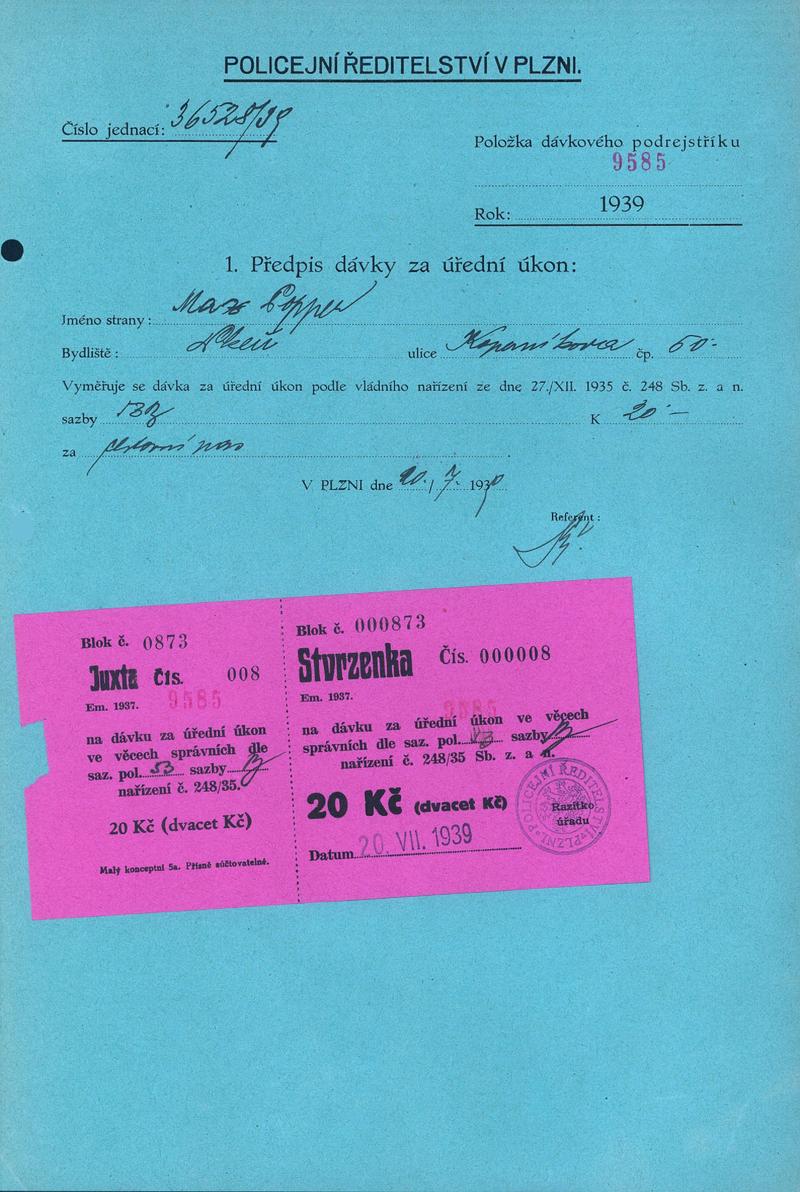 POLICEJNÍ ŘEDITELSTVÍ V PLZNI.
Číslo jednací: 36528/39
Položka dávkového podrejstříku
9585
Rok: 1939
1. Předpis dávky za úřední úkon:
Jméno strany: Max Popper
Bydliště: Plzeň ulice čp. 60-
Vyměřuje se dávka za úřední úkon podle vládního nařízení ze dne 27./XII. 1935 č. 248 Sb. z. a n.
sazby K 20 —
za cestovní pas
V PLZNI dne 20./7. 1939
Referent:
Blok č. 0873
Juxta Čís. 008
Em. 1937. 9585
na dávku za úřední úkon
ve věcech správních dle
saz. pol. 53 sazby
nařízení č. 248/35.
20 Kč (dvacet Kč)
Malý konceptní 5a. Přísně súčtovatelné.
Blok č. 000873
Stvrzenka Čís. 000008
Em. 1937. 9585
na dávku za úřední úkon ve věcech
správních dle saz. pol. 53 sazby
nařízení č. 248/35 Sb. z. a n.
20 Kč (dvacet Kč)
Datum 20. VII. 1939
Razítko
úřadu
POLICEJNÍ ŘEDITELSTVÍ V PLZNI